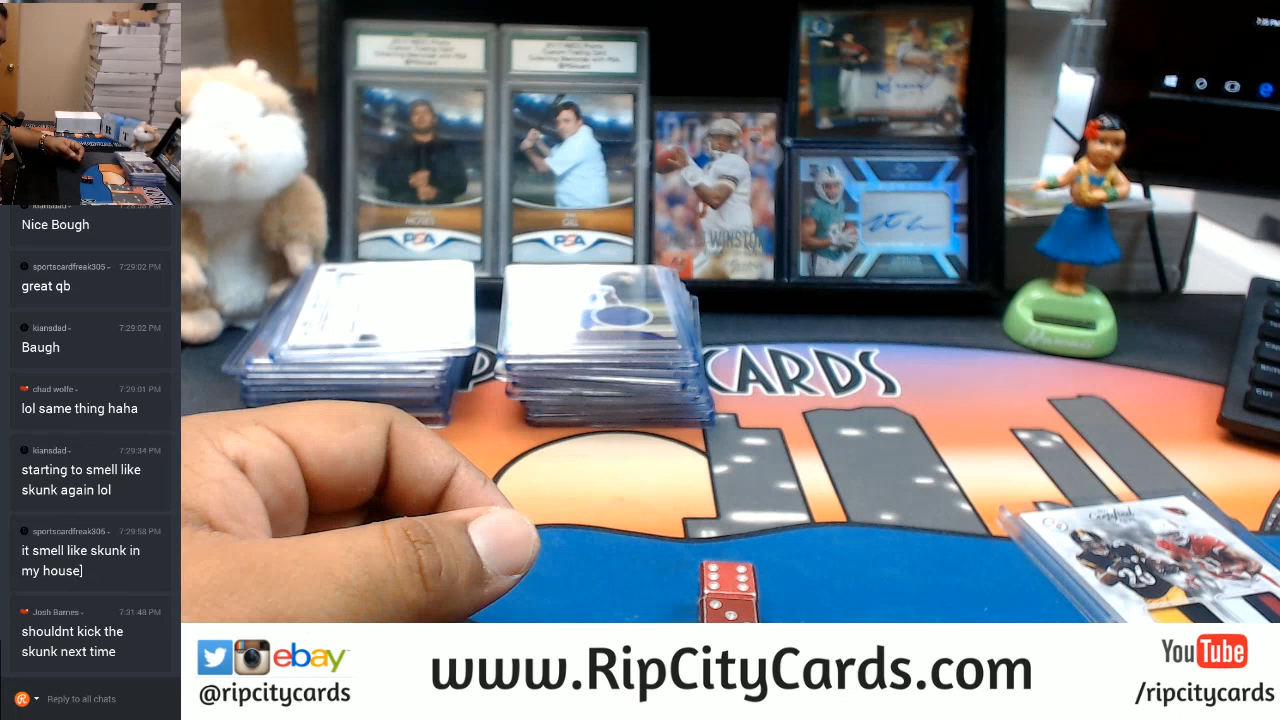 Nice Bough
sportscardfreak305 - 7:29:02 PM
great qb
kiansdad - 7:29:02 PM
Baugh
chad wolfe - 7:29:01 PM
lol same thing haha
kiansdad - 7:29:34 PM
starting to smell like
skunk again lol
sportscardfreak305 - 7:29:58 PM
it smell like skunk in
my house]
Josh Barnes - 7:31:48 PM
shouldnt kick the
skunk next time
Reply to all chats
PSA
PSA
WINSTON
CARDS
Certified
@ripcitycards
ebay
www.RipCityCards.com
YouTube
/ripcitycards